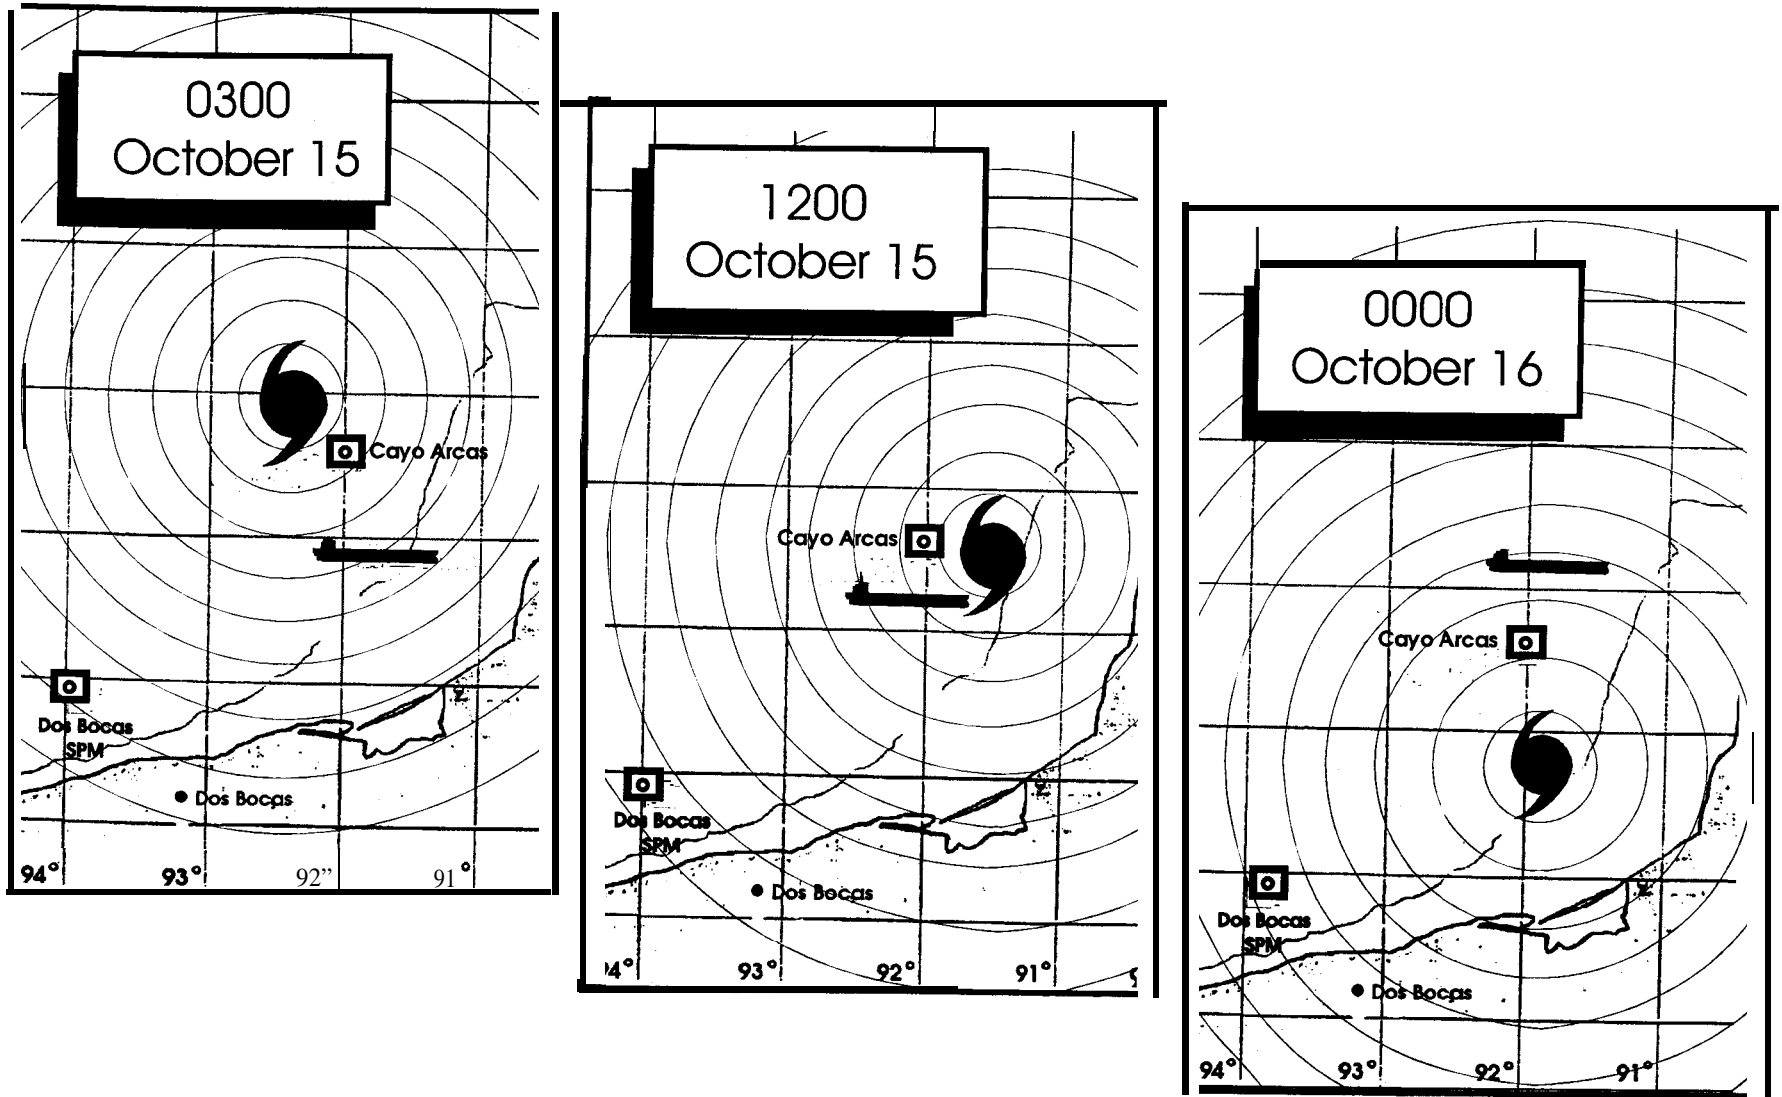 0300
October 15
Cayo Arcas
Dos Bocas
SPM
Dos Bocas
94°
93°
92”
91°
1200
October 15
Cayo Arcas
Dos Bocas
SPM
Dos Bocas
94°
93°
92°
91°
0000
October 16
Cayo Arcas
Dos Bocas
SPM
Dos Bocas
94°
93°
92°
91°